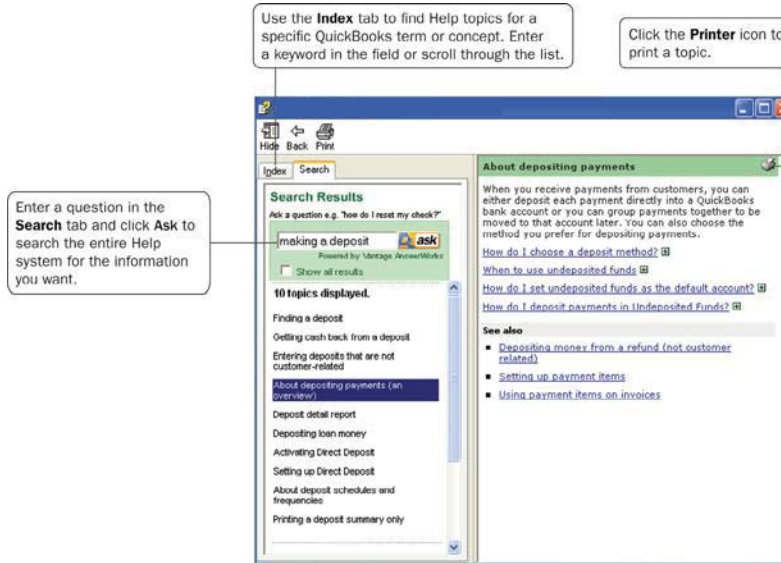 Use the Index tab to find Help topics for a
specific QuickBooks term or concept. Enter
a keyword in the field or scroll through the list.
Click the Printer icon to
print a topic.
Enter a question in the
Search tab and click Ask to
search the entire Help
system for the information
you want.
Hide Back Print
Index Search
Search Results
Ask a question e.g. "how do I reset my check?"
making a deposit ask
Powered by Vantage AnswerWorks
Show all results
10 topics displayed.
Finding a deposit
Getting cash back from a deposit
Entering deposits that are not
customer-related
About depositing payments (an
overview)
Deposit detail report
Depositing loan money
Activating Direct Deposit
Setting up Direct Deposit
About deposit schedules and
frequencies
Printing a deposit summary only
About depositing payments
When you receive payments from customers, you can
either deposit each payment directly into a QuickBooks
bank account or you can group payments together to be
moved to that account later. You can also choose the
method you prefer for depositing payments.
How do I choose a deposit method?
When to use undeposited funds
How do I set undeposited funds as the default account?
How do I deposit payments in Undeposited Funds?
See also
Depositing money from a refund (not customer
related)
Setting up payment items
Using payment items on invoices